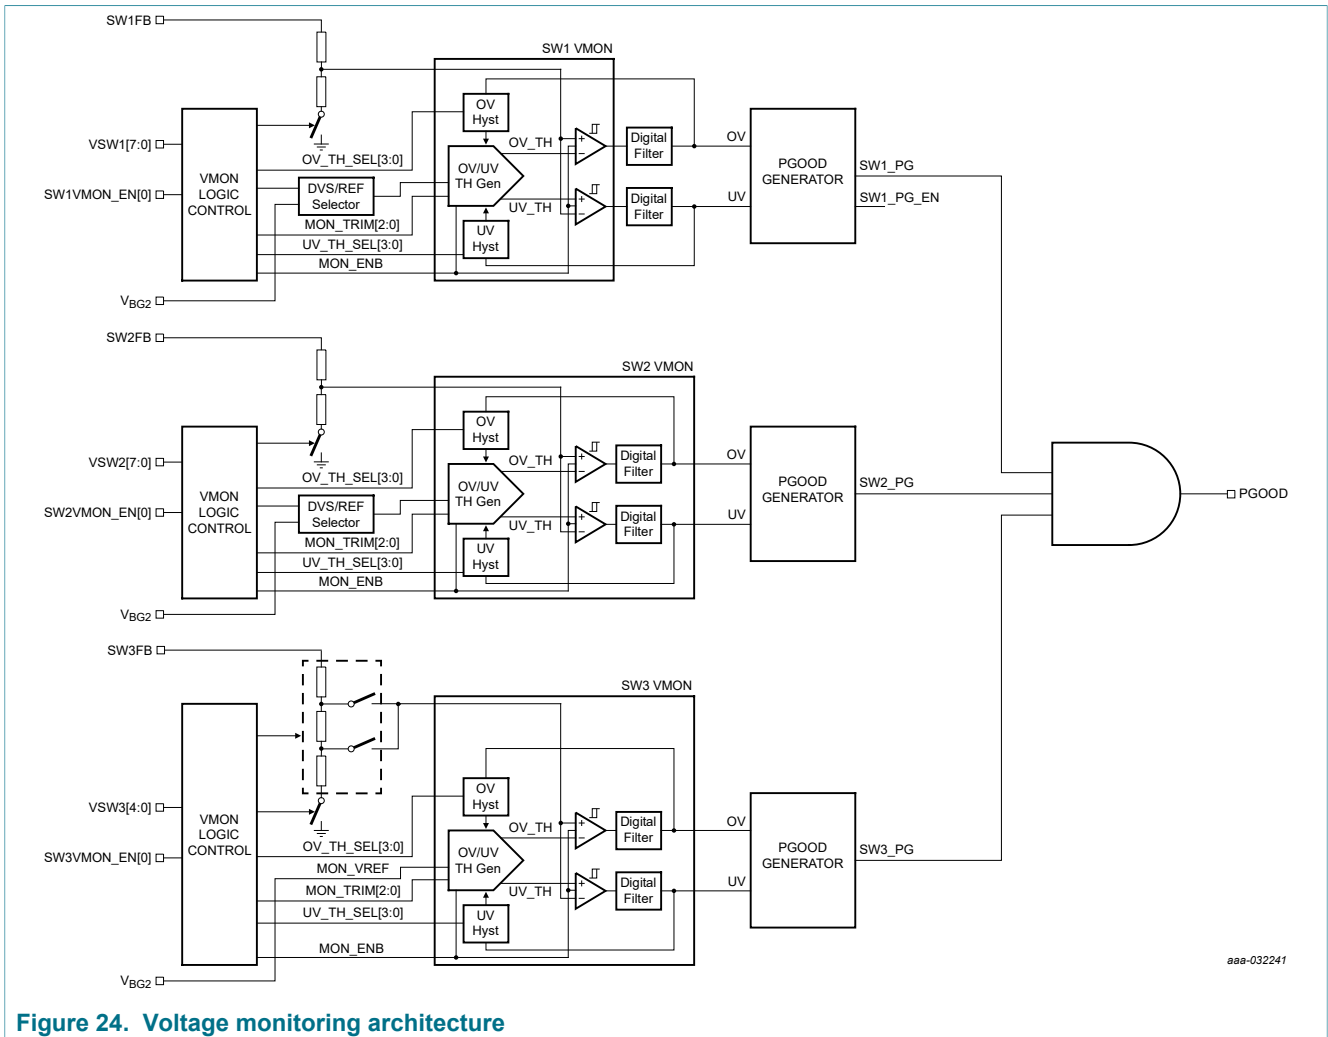 SW1FB
SW1 VMON
OV
Hyst
VSW1[7:0]
SW1VMON_EN[0]
VMON
LOGIC
CONTROL
OV_TH_SEL[3:0]
DVS/REF
Selector
MON_TRIM[2:0]
UV_TH_SEL[3:0]
MON_ENB
VBG2
OV/UV
TH Gen
OV_TH
UV_TH
UV
Hyst
+
−
+
−
Digital
Filter
Digital
Filter
OV
UV
PGOOD
GENERATOR
SW1_PG
SW1_PG_EN
SW2FB
SW2 VMON
OV
Hyst
VSW2[7:0]
SW2VMON_EN[0]
VMON
LOGIC
CONTROL
OV_TH_SEL[3:0]
DVS/REF
Selector
MON_TRIM[2:0]
UV_TH_SEL[3:0]
MON_ENB
VBG2
OV/UV
TH Gen
OV_TH
UV_TH
UV
Hyst
+
−
+
−
Digital
Filter
Digital
Filter
OV
UV
PGOOD
GENERATOR
SW2_PG
PGOOD
SW3FB
SW3 VMON
OV
Hyst
VSW3[4:0]
SW3VMON_EN[0]
VMON
LOGIC
CONTROL
OV_TH_SEL[3:0]
MON_VREF
MON_TRIM[2:0]
UV_TH_SEL[3:0]
MON_ENB
VBG2
OV/UV
TH Gen
OV_TH
UV_TH
UV
Hyst
+
−
+
−
Digital
Filter
Digital
Filter
OV
UV
PGOOD
GENERATOR
SW3_PG
aaa-032241
Figure 24. Voltage monitoring architecture